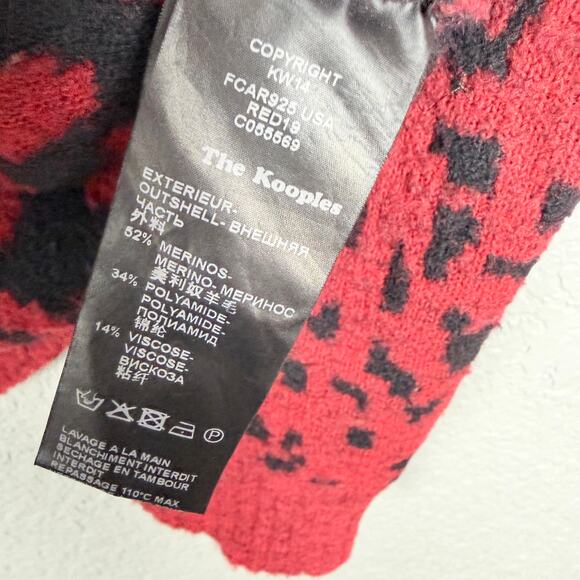 COPYRIGHT
KW14
FCAR925 USA
RED19
C055569
The Kooples
EXTERIEUR-
OUTSHELL- ВНЕШНЯЯ
ЧАСТЬ
外料
52% MERINOS-
MERINO- МЕРИНОС
美利奴羊毛
34% POLYAMIDE-
POLYAMIDE-
ПОЛИАМИД
锦纶
14% VISCOSE-
VISCOSE-
ВИСКОЗА
粘纤
P
LAVAGE A LA MAIN
BLANCHIMENT INTERDIT
SECHAGE EN TAMBOUR
INTERDIT
REPASSAGE 110°C MAX